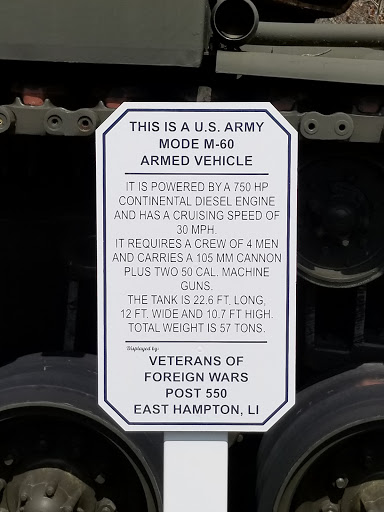 THIS IS A U.S. ARMY
MODE M-60
ARMED VEHICLE
IT IS POWERED BY A 750 HP
CONTINENTAL DIESEL ENGINE
AND HAS A CRUISING SPEED OF
30 MPH.
IT REQUIRES A CREW OF 4 MEN
AND CARRIES A 105 MM CANNON
PLUS TWO 50 CAL. MACHINE
GUNS.
THE TANK IS 22.6 FT. LONG,
12 FT. WIDE AND 10.7 FT HIGH.
TOTAL WEIGHT IS 57 TONS.
Displayed by:
VETERANS OF
FOREIGN WARS
POST 550
EAST HAMPTON, LI